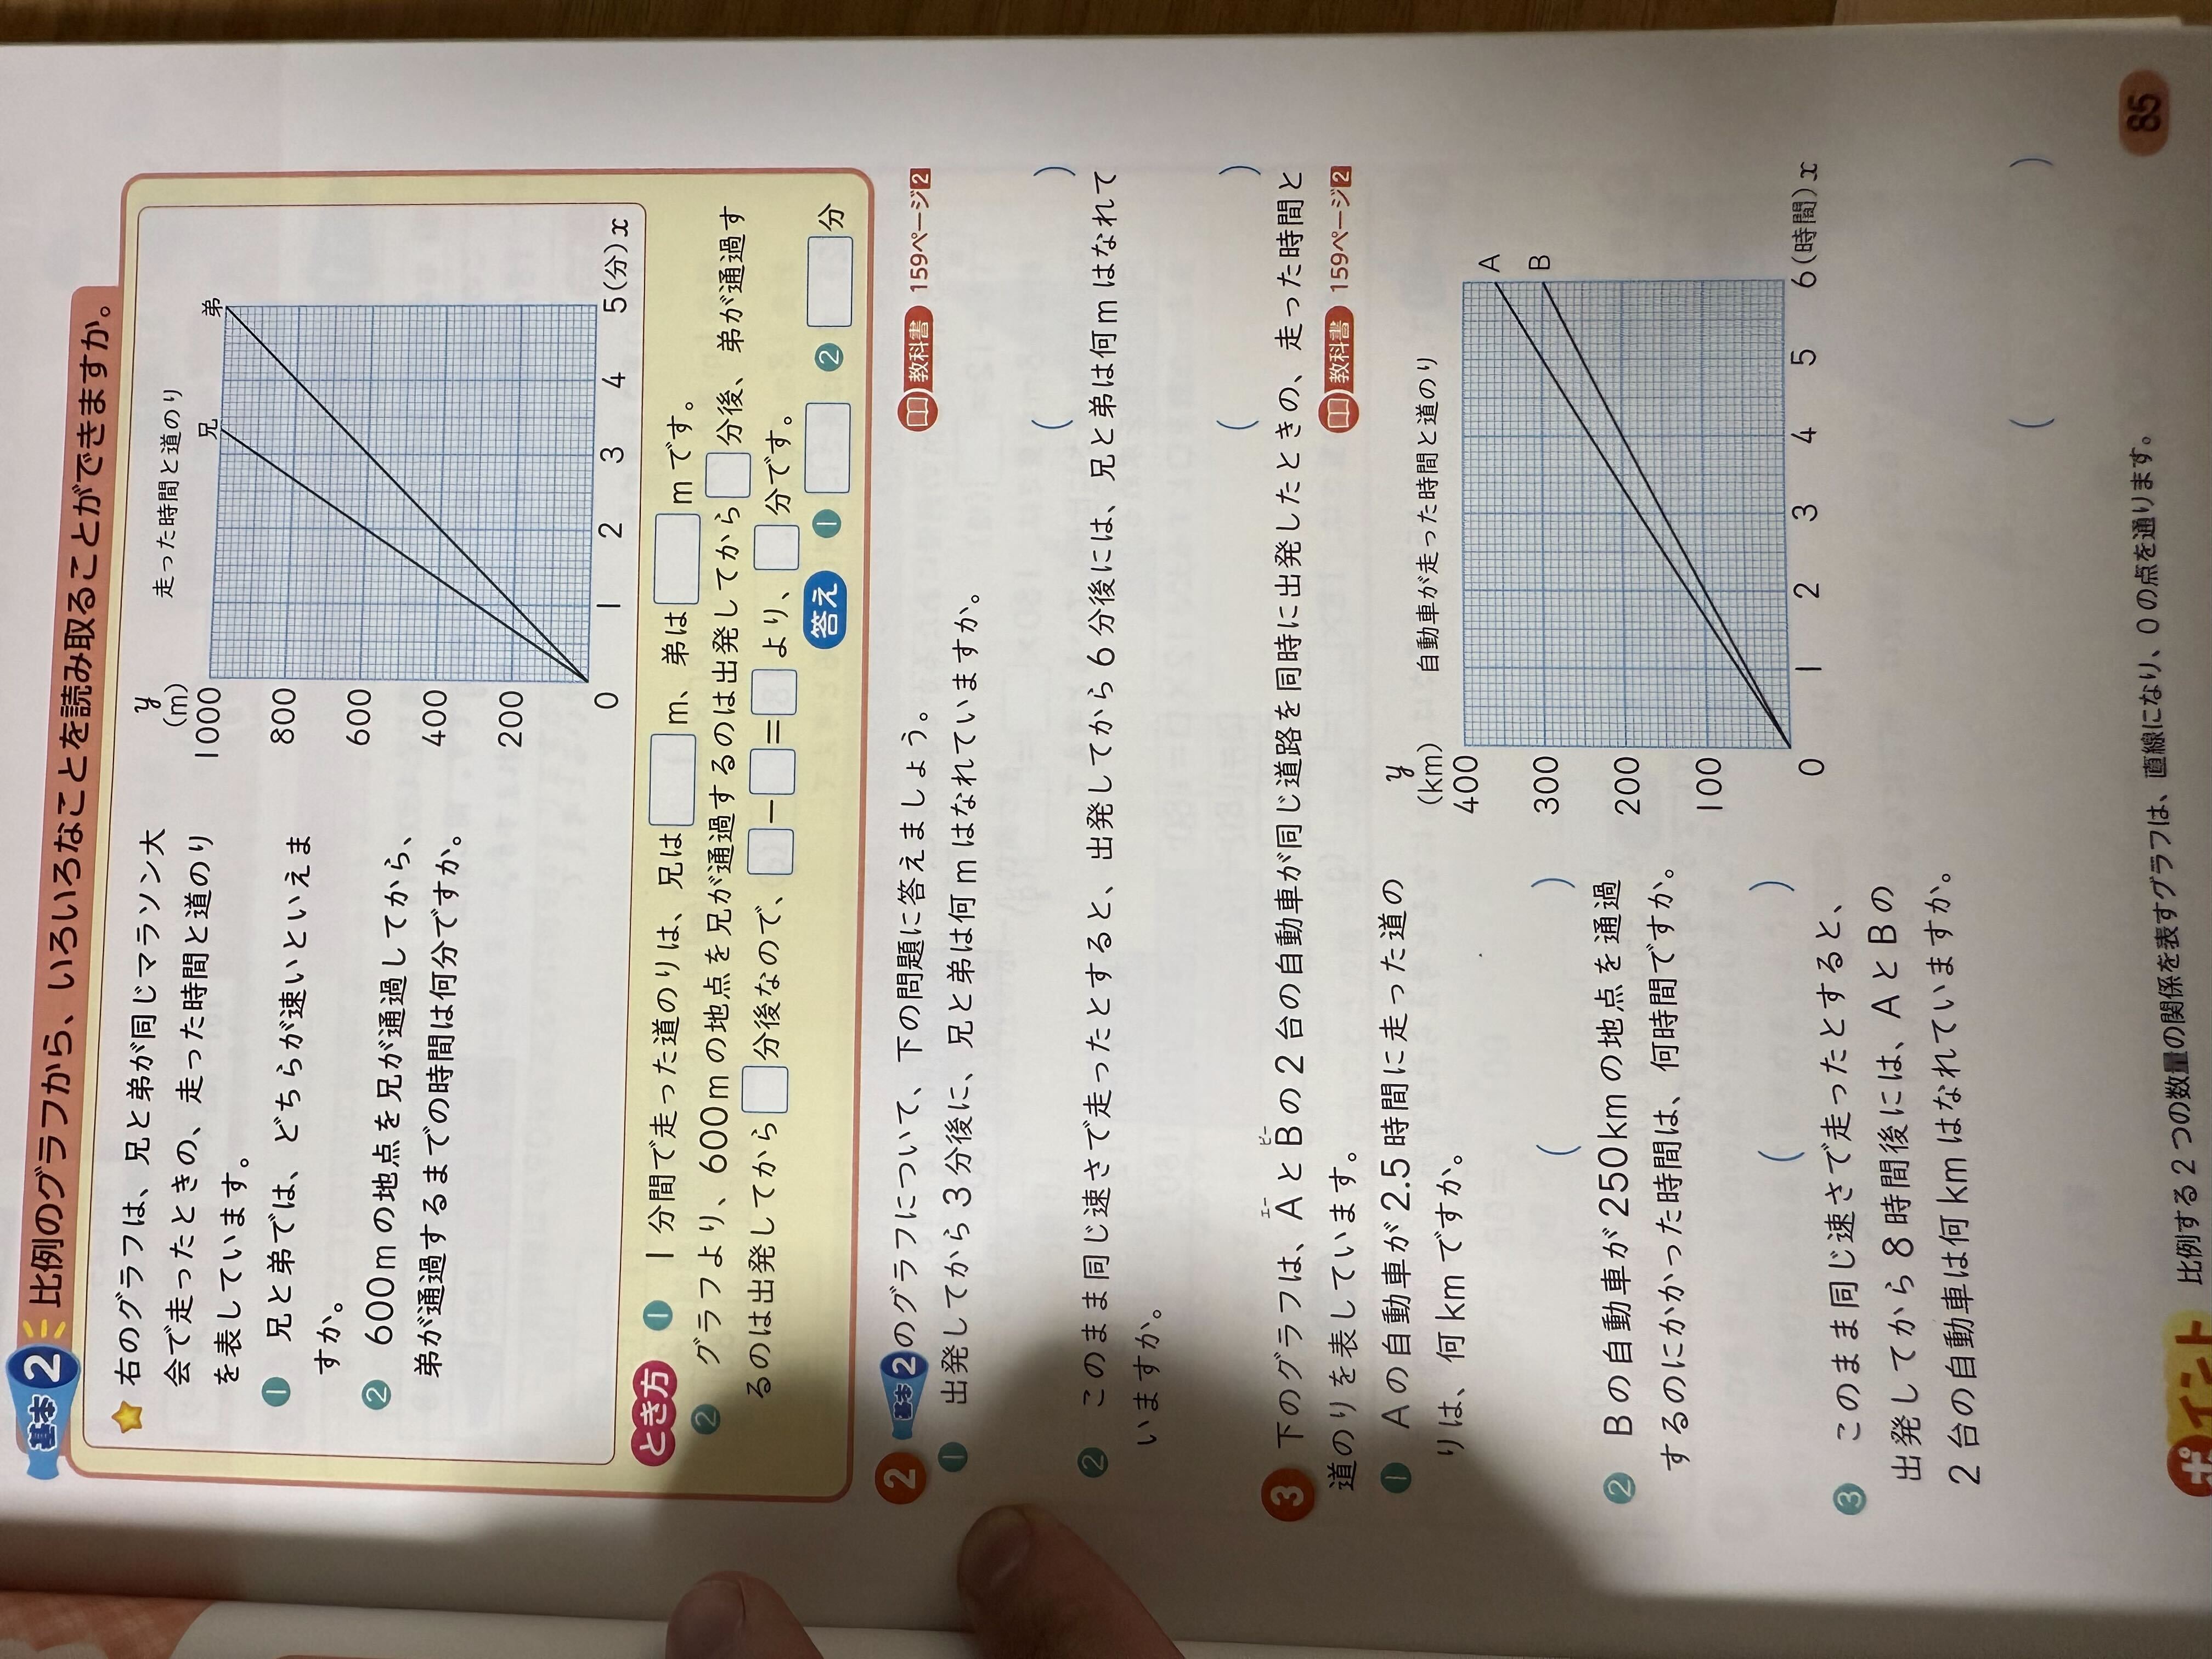 基本2 比例のグラフから、いろいろなことを読み取ることができますか。
右のグラフは、兄と弟が同じマラソン大
会で走ったときの、走った時間と道のり
を表しています。
1 兄と弟では、どちらが速いといえま
すか。
2 600mの地点を兄が通過してから、
弟が通過するまでの時間は何分ですか。
走った時間と道のり
y
(m)
1000
800
600
400
200
0
1 2 3 4 5(分)x
兄
弟
とき方 1 1分間で走った道のりは、兄は m、弟は mです。
2 グラフより、600mの地点を兄が通過するのは出発してから 分後、弟が通過す
るのは出発してから 分後なので、 − = より、 分です。
答え 1 2 分
2 基本2のグラフについて、下の問題に答えましょう。
教科書 159ページ2
1 出発してから3分後に、兄と弟は何mはなれていますか。
( )
2 このまま同じ速さで走ったとすると、出発してから6分後には、兄と弟は何mはなれて
いますか。
( )
3 下のグラフは、AとBの2台の自動車が同じ道路を同時に出発したときの、走った時間と
エー ビー
道のりを表しています。
教科書 159ページ2
1 Aの自動車が2.5時間に走った道の
りは、何kmですか。
( )
2 Bの自動車が250kmの地点を通過
するのにかかった時間は、何時間ですか。
( )
3 このまま同じ速さで走ったとすると、
出発してから8時間後には、AとBの
2台の自動車は何kmはなれていますか。
( )
自動車が走った時間と道のり
y
(km)
400
300
200
100
0
1 2 3 4 5 6(時間)x
A
B
ポイント 比例する2つの数量の関係を表すグラフは、直線になり、0の点を通ります。
85